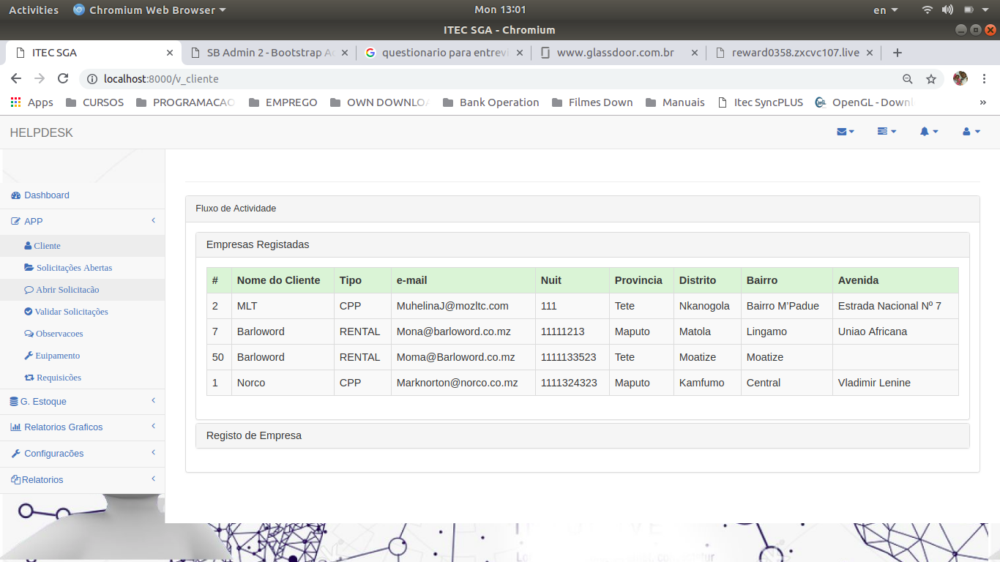 Activities Chromium Web Browser Mon 13:01 en
ITEC SGA - Chromium
ITEC SGA SB Admin 2 - Bootstrap Ad questionario para entrevi www.glassdoor.com.br reward0358.zxcvc107.live
localhost:8000/v_cliente
Apps CURSOS PROGRAMACAO EMPREGO OWN DOWNLOA Bank Operation Filmes Down Manuais Itec SyncPLUS OpenGL - Downl »
HELPDESK
Dashboard
APP
Cliente
Solicitações Abertas
Abrir Solicitacão
Validar Solicitações
Observacoes
Euipamento
Requisicões
G. Estoque
Relatorios Graficos
Configuracões
Relatorios
Fluxo de Actividade
Empresas Registadas
# Nome do Cliente Tipo e-mail Nuit Provincia Distrito Bairro Avenida
2 MLT CPP MuhelinaJ@mozltc.com 111 Tete Nkanogola Bairro M'Padue Estrada Nacional Nº 7
7 Barloword RENTAL Mona@barloword.co.mz 11111213 Maputo Matola Lingamo Uniao Africana
50 Barloword RENTAL Moma@Barloword.co.mz 1111133523 Tete Moatize Moatize
1 Norco CPP Marknorton@norco.co.mz 1111324323 Maputo Kamfumo Central Vladimir Lenine
Registo de Empresa